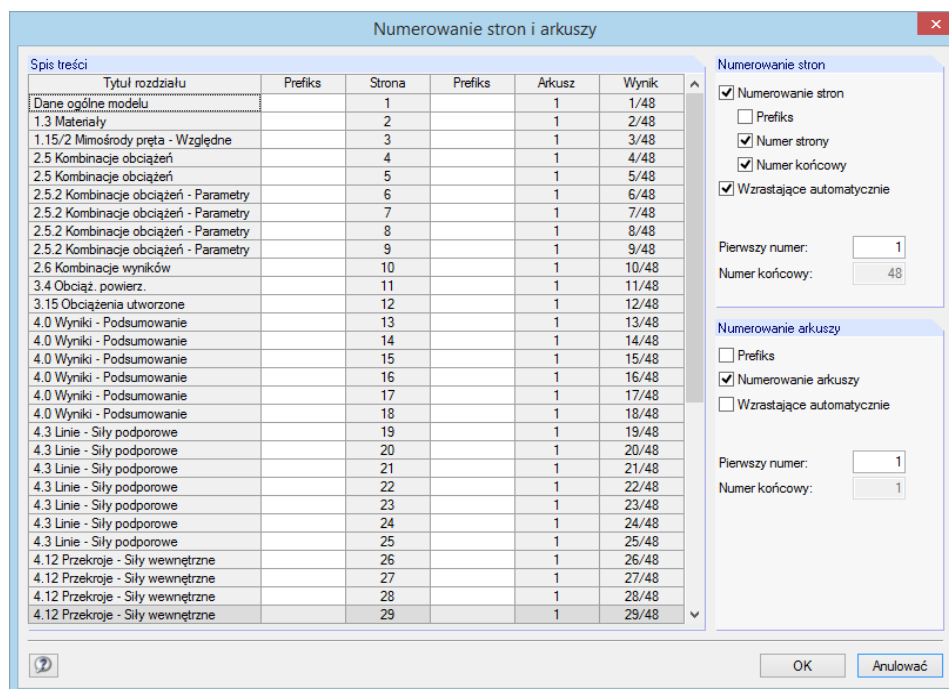 Numerowanie stron i arkuszy
Spis treści
Tytuł rozdziału Prefiks Strona Prefiks Arkusz Wynik
Dane ogólne modelu 1 1 1/48
1.3 Materiały 2 1 2/48
1.15/2 Mimośrody pręta - Względne 3 1 3/48
2.5 Kombinacje obciążeń 4 1 4/48
2.5 Kombinacje obciążeń 5 1 5/48
2.5.2 Kombinacje obciążeń - Parametry 6 1 6/48
2.5.2 Kombinacje obciążeń - Parametry 7 1 7/48
2.5.2 Kombinacje obciążeń - Parametry 8 1 8/48
2.5.2 Kombinacje obciążeń - Parametry 9 1 9/48
2.6 Kombinacje wyników 10 1 10/48
3.4 Obciąż. powierz. 11 1 11/48
3.15 Obciążenia utworzone 12 1 12/48
4.0 Wyniki - Podsumowanie 13 1 13/48
4.0 Wyniki - Podsumowanie 14 1 14/48
4.0 Wyniki - Podsumowanie 15 1 15/48
4.0 Wyniki - Podsumowanie 16 1 16/48
4.0 Wyniki - Podsumowanie 17 1 17/48
4.0 Wyniki - Podsumowanie 18 1 18/48
4.3 Linie - Siły podporowe 19 1 19/48
4.3 Linie - Siły podporowe 20 1 20/48
4.3 Linie - Siły podporowe 21 1 21/48
4.3 Linie - Siły podporowe 22 1 22/48
4.3 Linie - Siły podporowe 23 1 23/48
4.3 Linie - Siły podporowe 24 1 24/48
4.3 Linie - Siły podporowe 25 1 25/48
4.12 Przekroje - Siły wewnętrzne 26 1 26/48
4.12 Przekroje - Siły wewnętrzne 27 1 27/48
4.12 Przekroje - Siły wewnętrzne 28 1 28/48
4.12 Przekroje - Siły wewnętrzne 29 1 29/48
Numerowanie stron
Numerowanie stron
Prefiks
Numer strony
Numer końcowy
Wzrastające automatycznie
Pierwszy numer: 1
Numer końcowy: 48
Numerowanie arkuszy
Prefiks
Numerowanie arkuszy
Wzrastające automatycznie
Pierwszy numer: 1
Numer końcowy: 1
OK Anulować